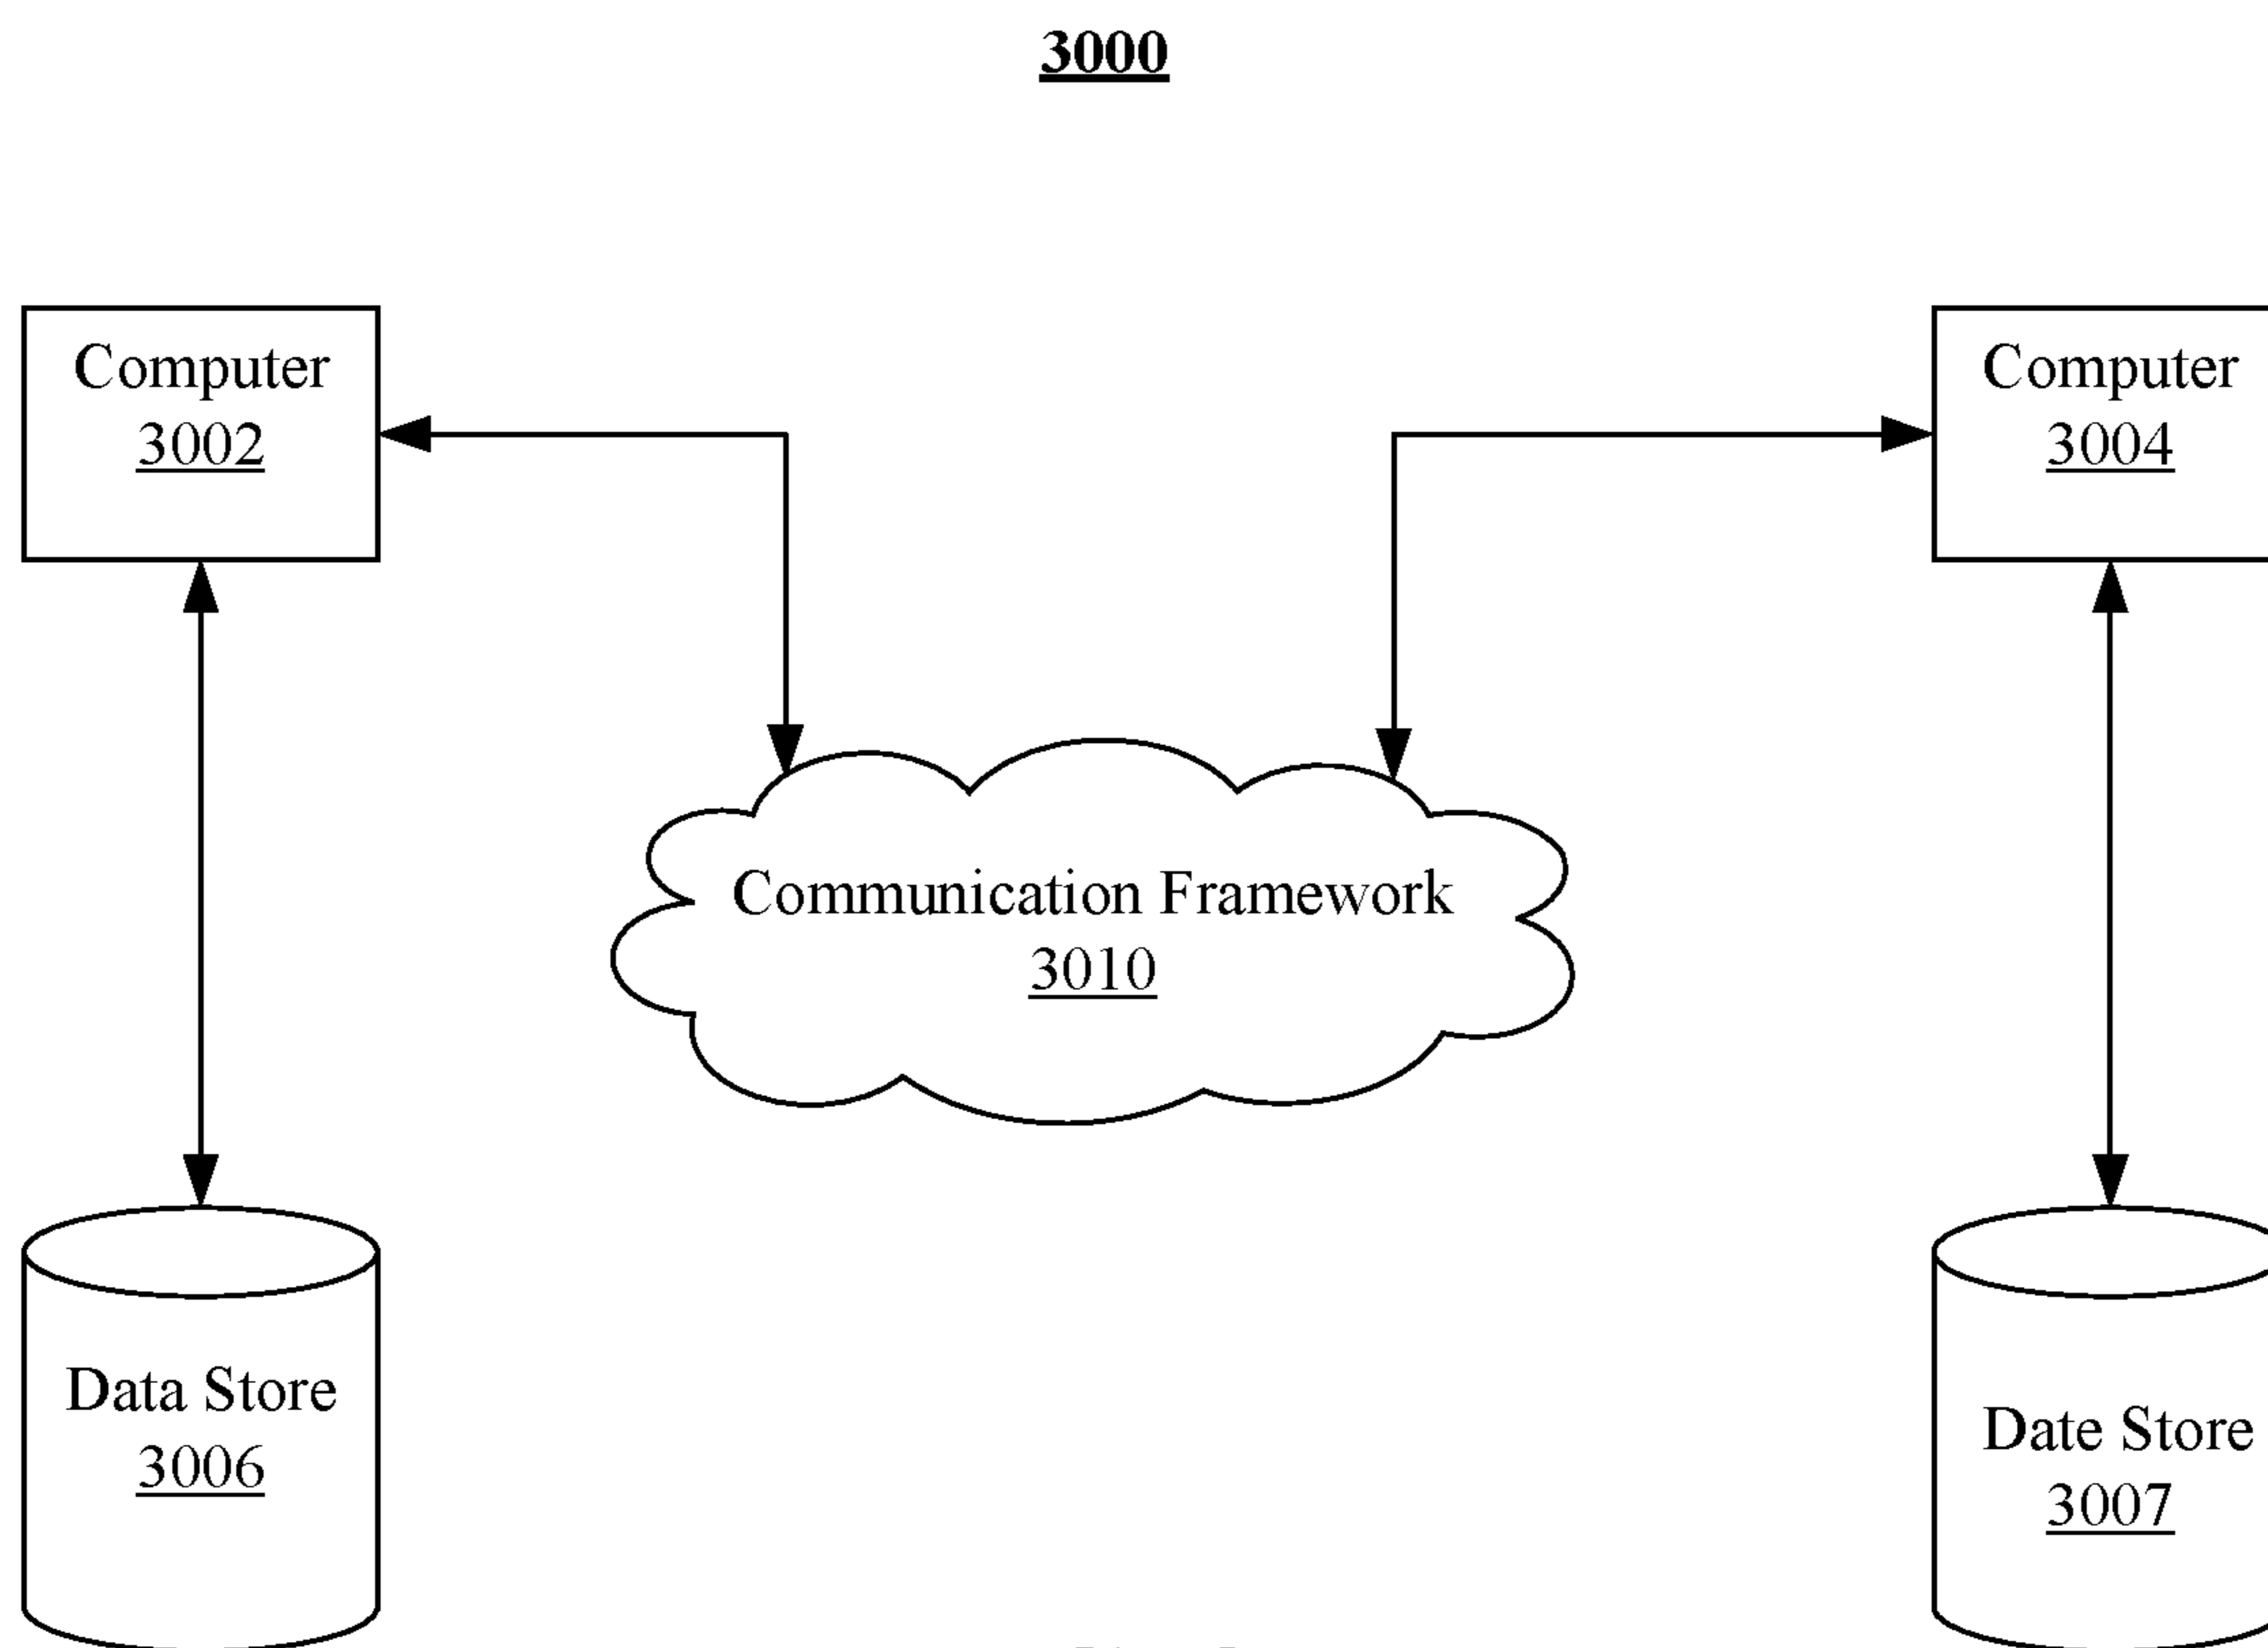 3000
Computer
3002
Computer
3004
Communication Framework
3010
Data Store
3006
Date Store
3007